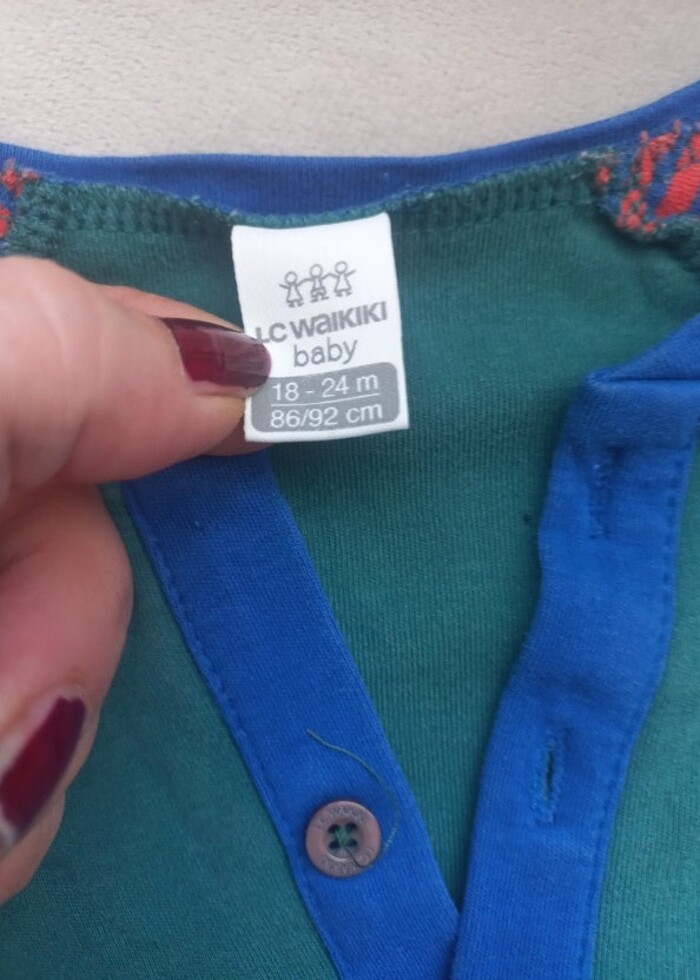 LC WAIKIKI
baby
18 - 24 m
86/92 cm